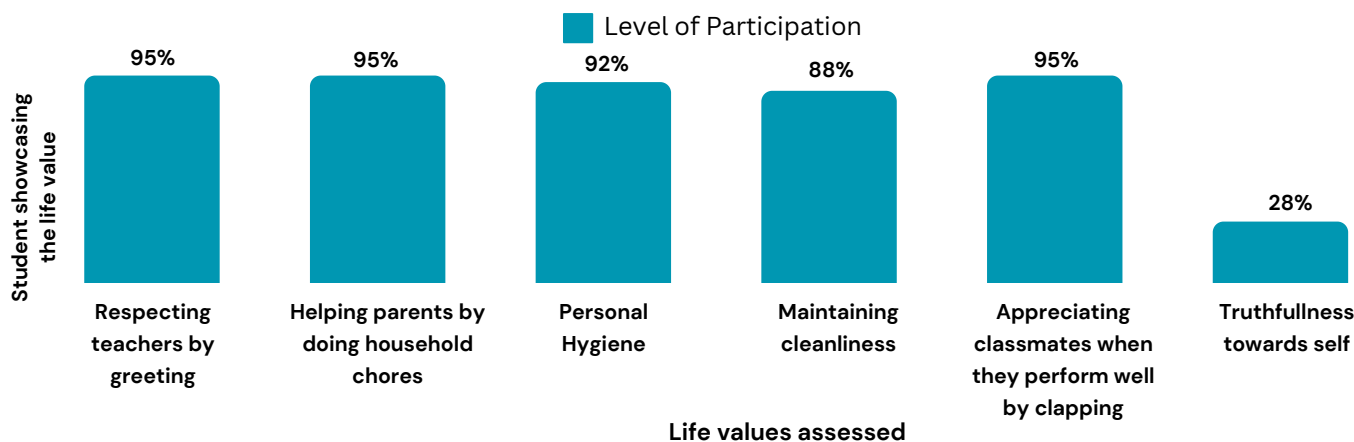 Level of Participation
95%
95%
92%
88%
95%
28%
Student showcasing
the life value
Respecting
teachers by
greeting
Helping parents by
doing household
chores
Personal
Hygiene
Maintaining
cleanliness
Appreciating
classmates when
they perform well
by clapping
Truthfullness
towards self
Life values assessed